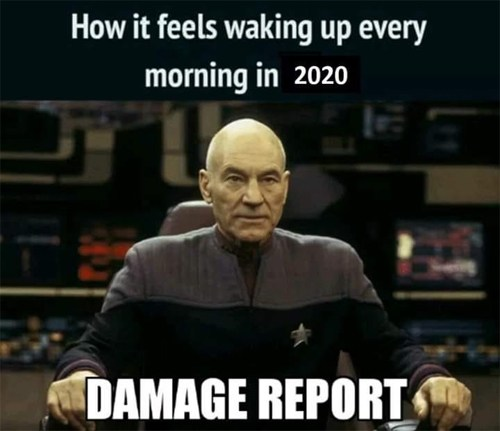 How it feels waking up every
morning in 2020
DAMAGE REPORT